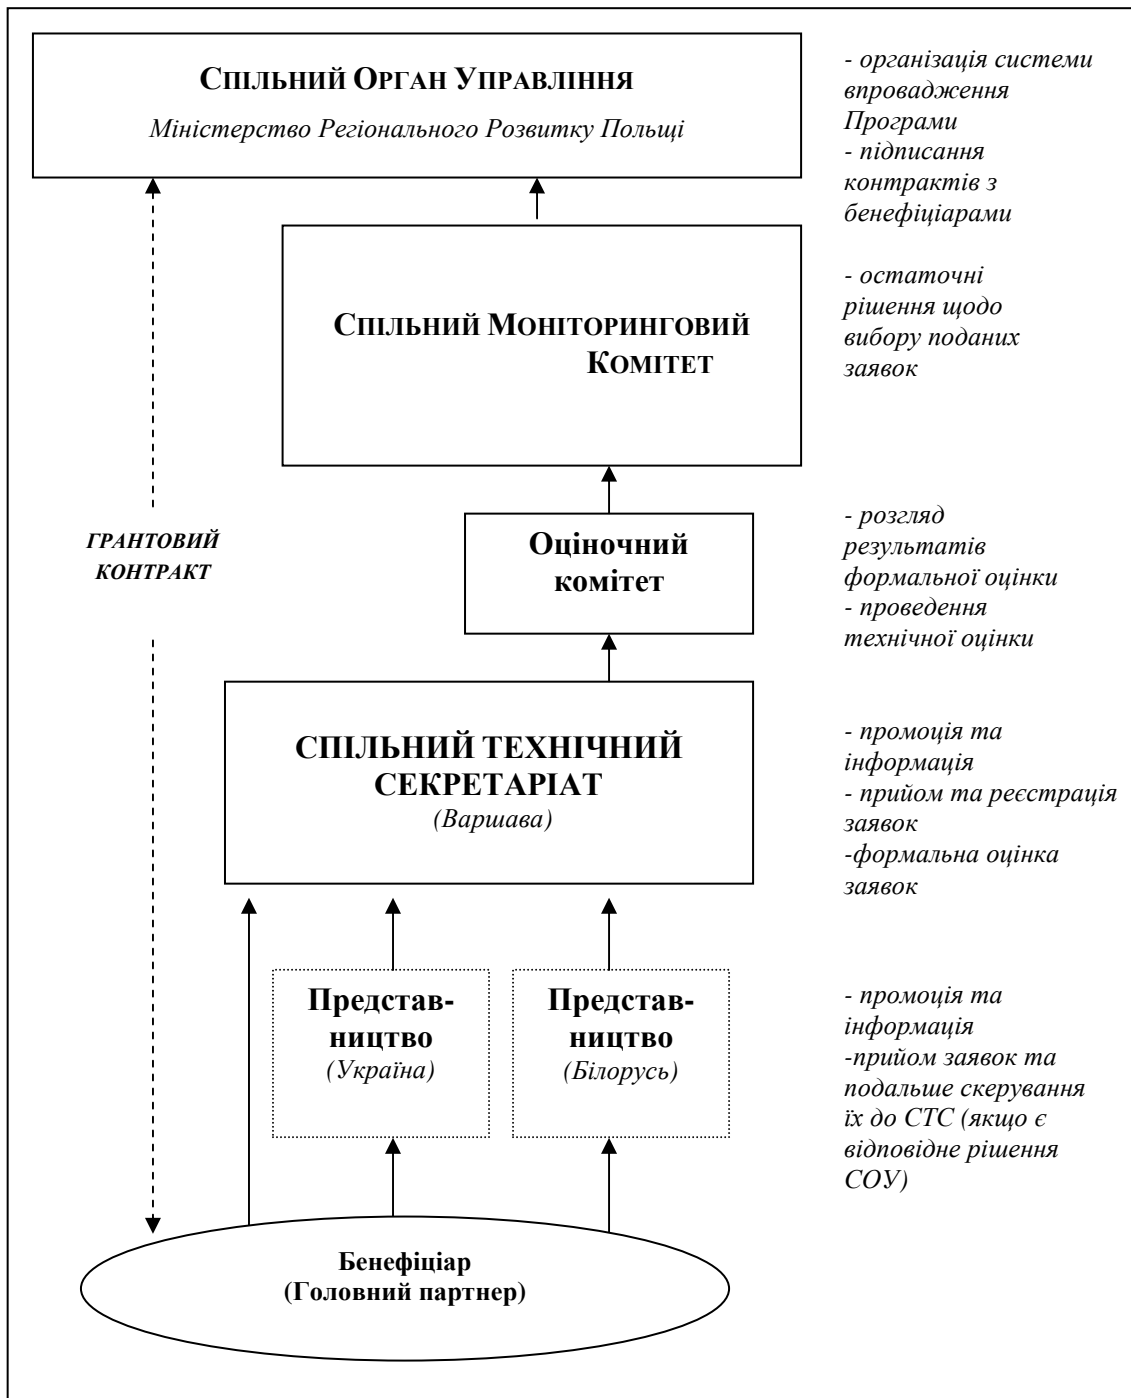 СПІЛЬНИЙ ОРГАН УПРАВЛІННЯ
Міністерство Регіонального Розвитку Польщі
- організація системи
впровадження
Програми
- підписання
контрактів з
бенефіціарами
СПІЛЬНИЙ МОНІТОРИНГОВИЙ
КОМІТЕТ
- остаточні
рішення щодо
вибору поданих
заявок
ГРАНТОВИЙ
КОНТРАКТ
Оціночний
комітет
- розгляд
результатів
формальної оцінки
- проведення
технічної оцінки
СПІЛЬНИЙ ТЕХНІЧНИЙ
СЕКРЕТАРІАТ
(Варшава)
- промоція та
інформація
- прийом та реєстрація
заявок
-формальна оцінка
заявок
Представ-
ництво
(Україна)
Представ-
ництво
(Білорусь)
- промоція та
інформація
-прийом заявок та
подальше скерування
їх до СТС (якщо є
відповідне рішення
СОУ)
Бенефіціар
(Головний партнер)